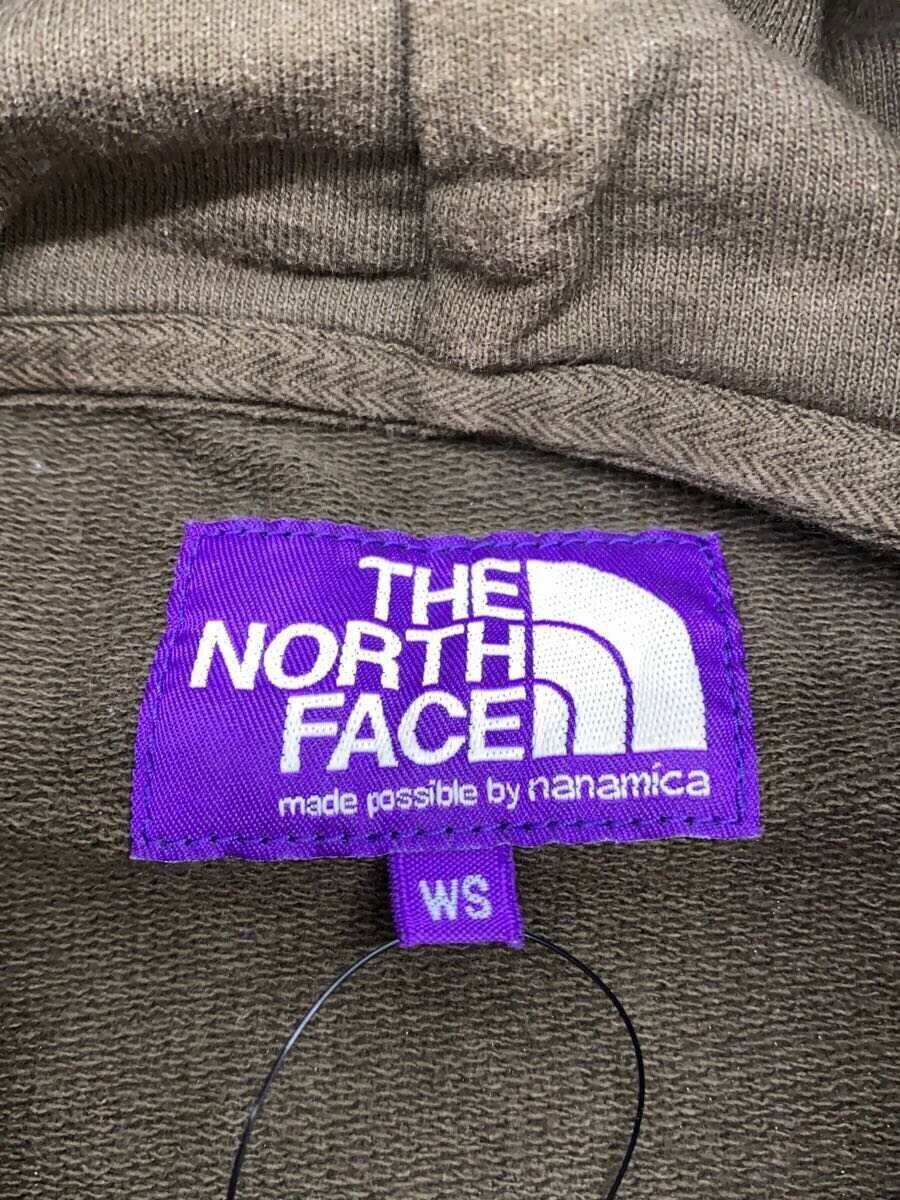 THE
NORTH
FACE
made possible by nanamica
WS